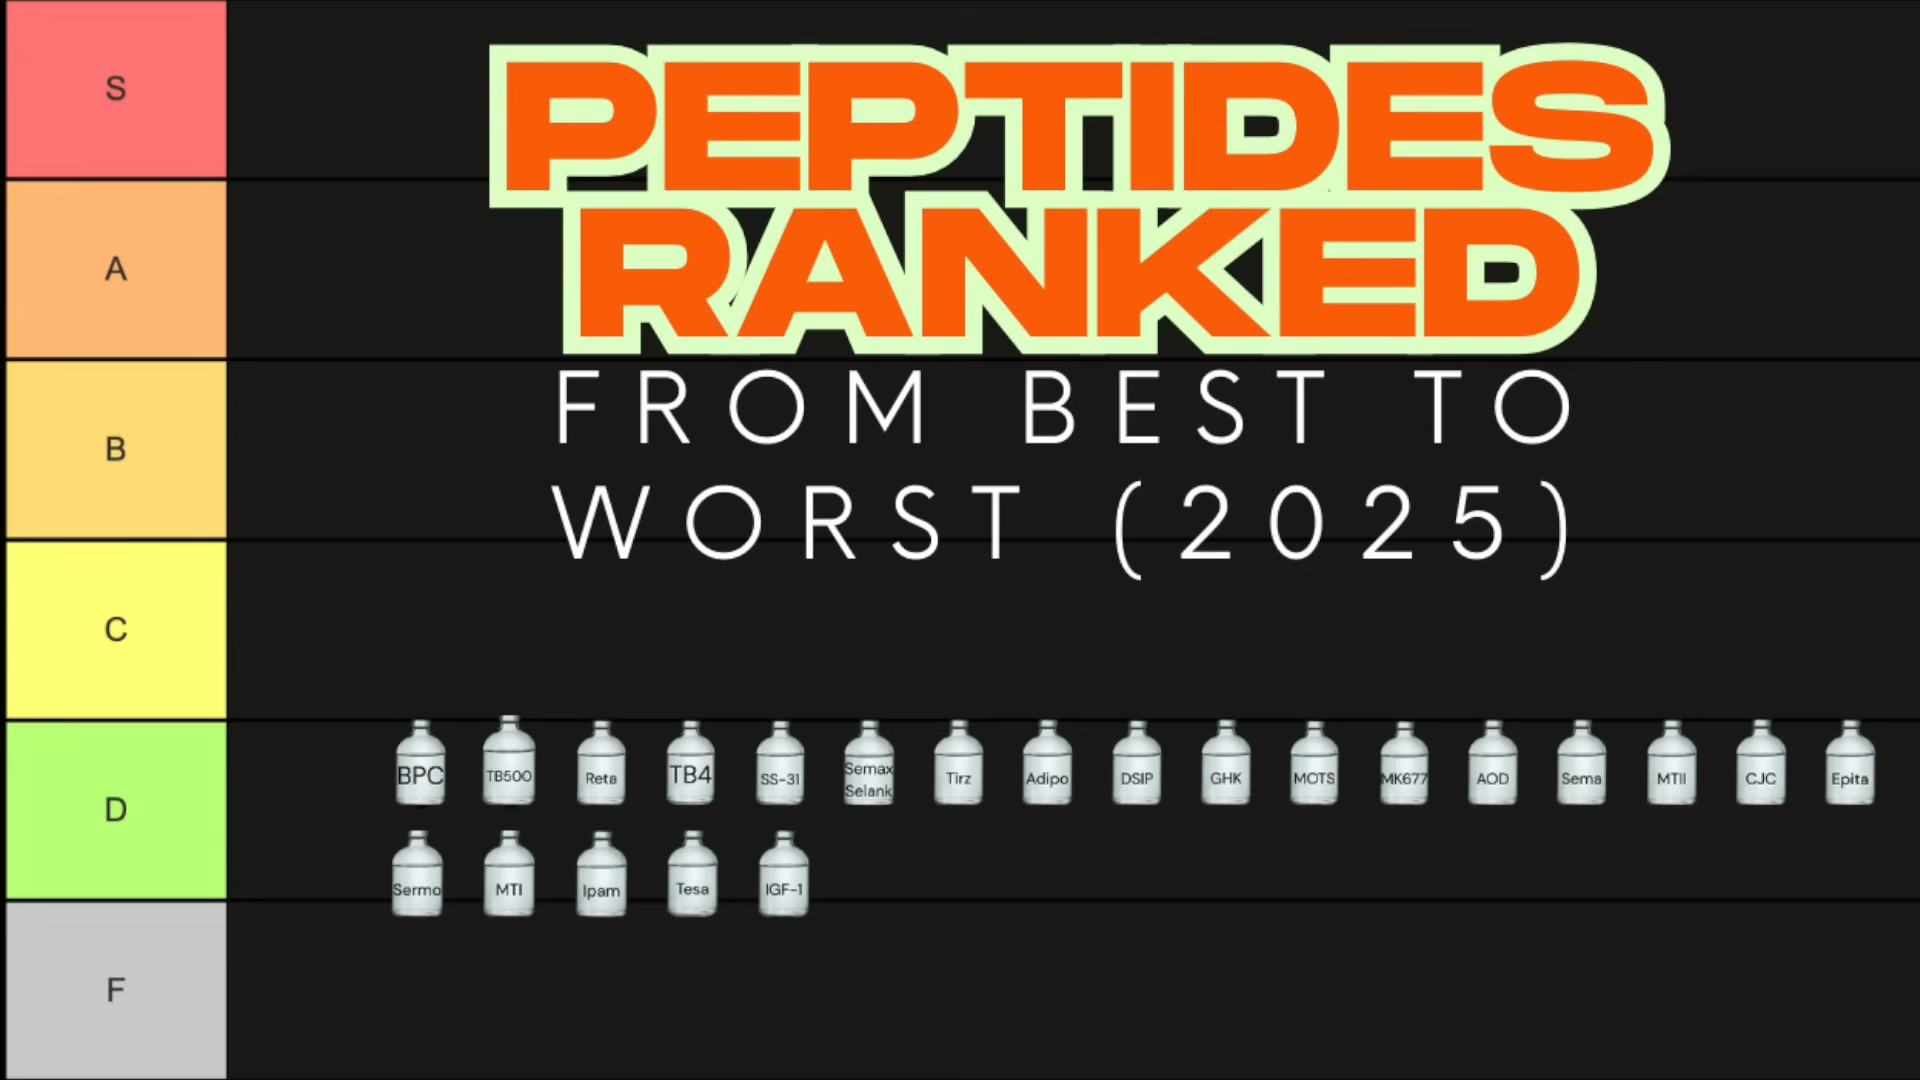 S
PEPTIDES
RANKED
A
FROM BEST TO
B
WORST (2025)
C
BPC TB500 Reta TB4 SS-31 Semax Selank Tirz Adipo DSIP GHK MOTS MK677 AOD Sema MTII CJC Epita
D
Sermo MTI Ipam Tesa IGF-1
F